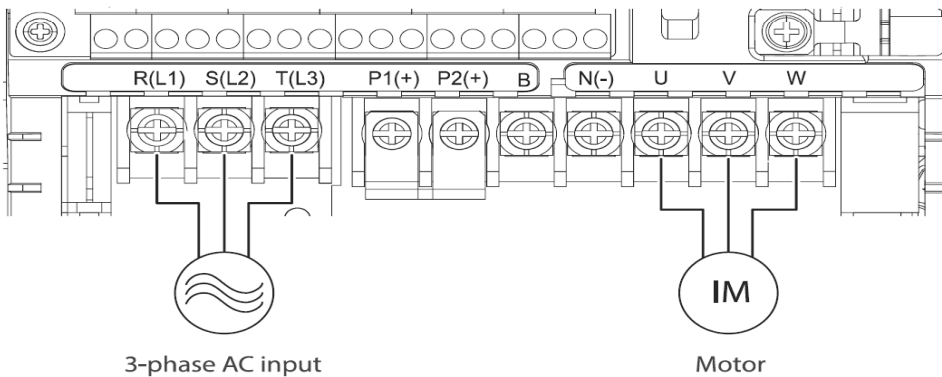 R(L1) S(L2) T(L3) P1(+) P2(+) B N(-) U V W
IM
3-phase AC input Motor